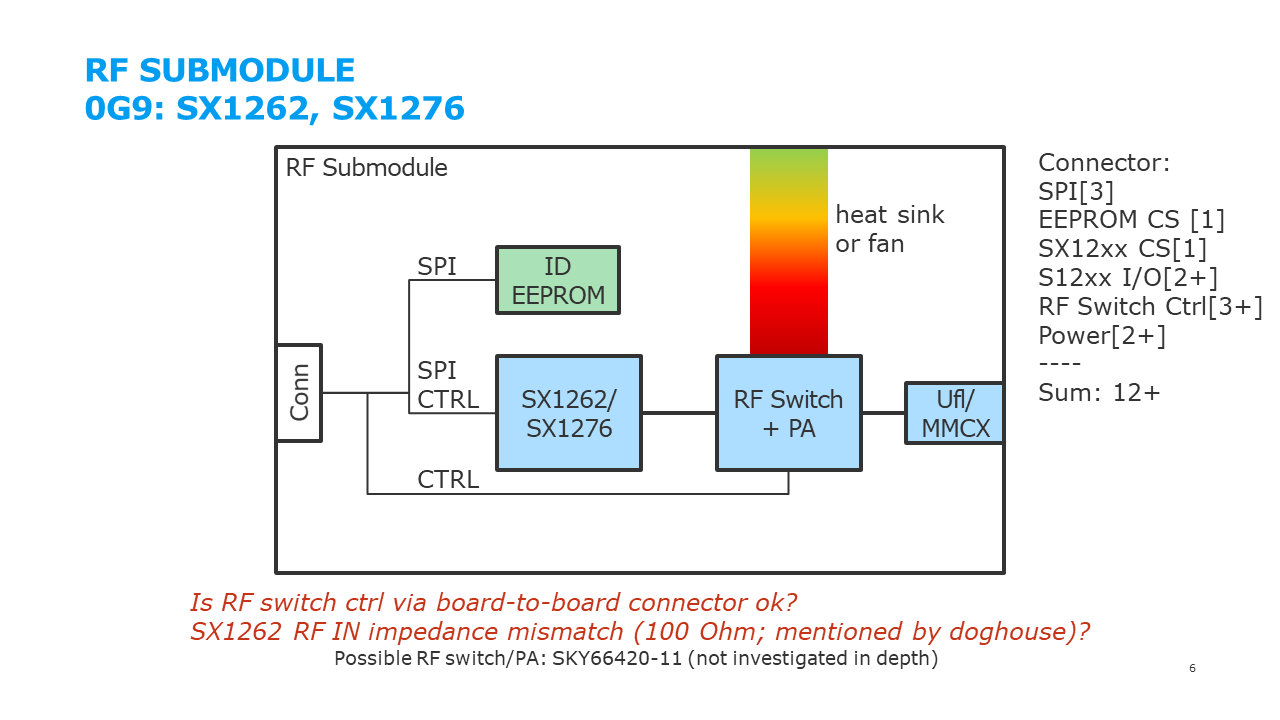 RF SUBMODULE
0G9: SX1262, SX1276
RF Submodule
heat sink
or fan
SPI
ID
EEPROM
Conn
SPI
CTRL
SX1262/
SX1276
RF Switch
+ PA
Ufl/
MMCX
CTRL
Connector:
SPI[3]
EEPROM CS [1]
SX12xx CS[1]
S12xx I/O[2+]
RF Switch Ctrl[3+]
Power[2+]
----
Sum: 12+
Is RF switch ctrl via board-to-board connector ok?
SX1262 RF IN impedance mismatch (100 Ohm; mentioned by doghouse)?
Possible RF switch/PA: SKY66420-11 (not investigated in depth)
6